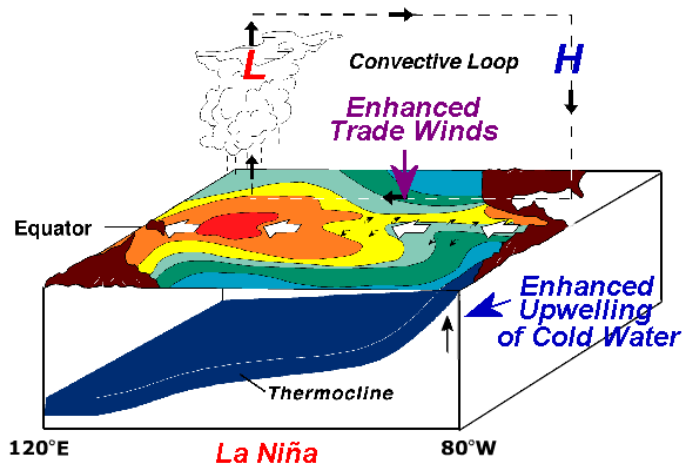 L
Convective Loop
H
Enhanced
Trade Winds
Equator
Enhanced
Upwelling
of Cold Water
Thermocline
120°E
La Niña
80°W